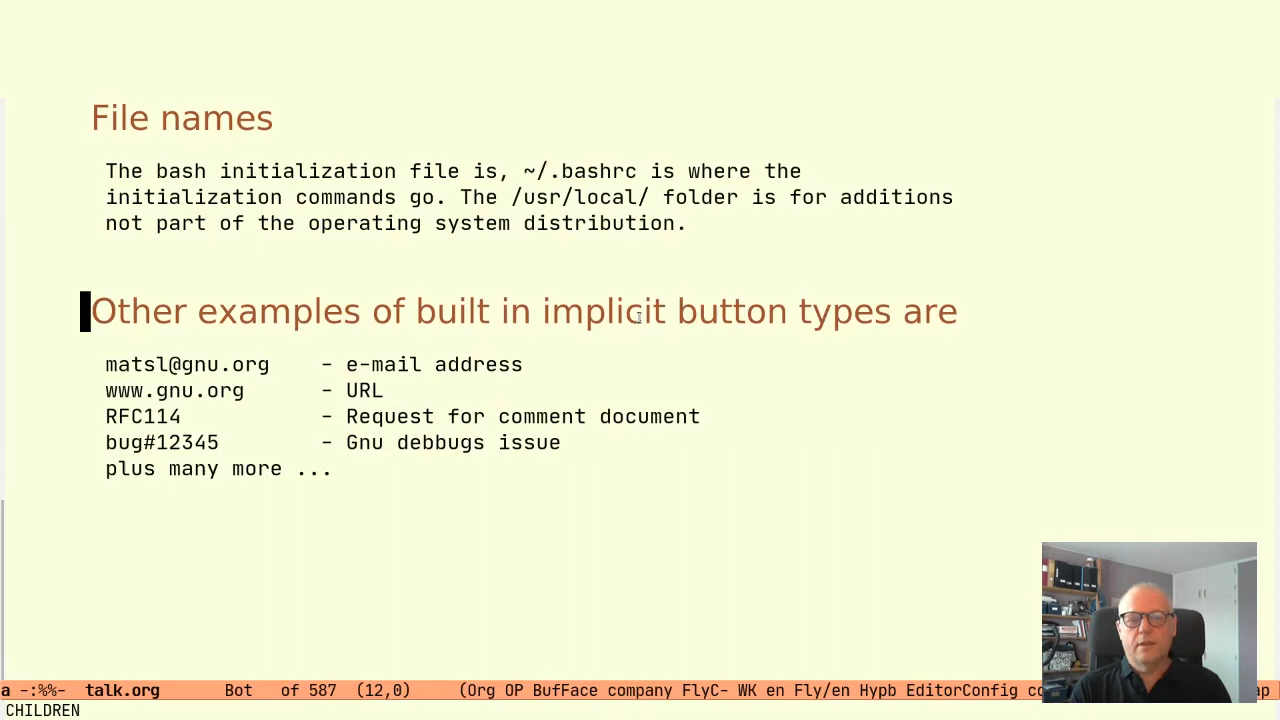 File names
The bash initialization file is, ~/.bashrc is where the
initialization commands go. The /usr/local/ folder is for additions
not part of the operating system distribution.
Other examples of built in implicit button types are
matsl@gnu.org - e-mail address
www.gnu.org - URL
RFC114 - Request for comment document
bug#12345 - Gnu debbugs issue
plus many more ...
a -:%%- talk.org Bot of 587 (12,0) (Org OP BufFace company FlyC- WK en Fly/en Hypb EditorConfig co ap
CHILDREN